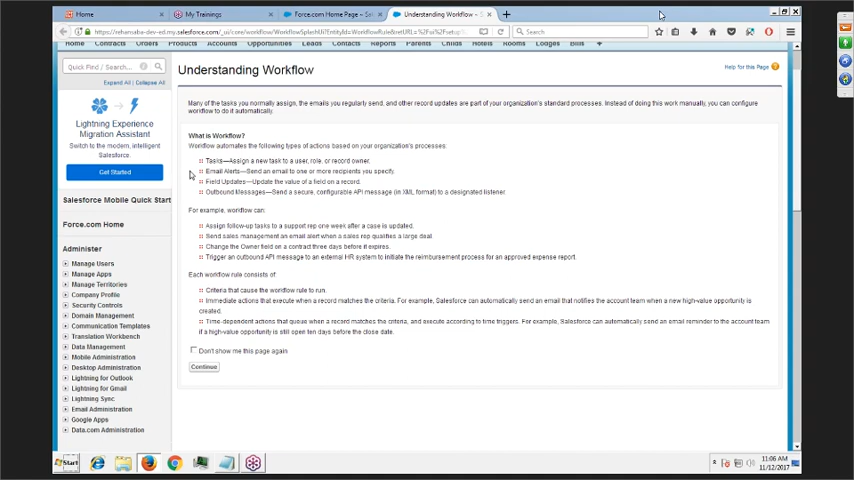 Home
My Trainings
Force.com Home Page ~ Sal...
Understanding Workflow ~ S
https://rehamaba-dev-ed.my.salesforce.com/_ui/core/workflow/WorkflowSplashUi?EntityId=WorkflowRule&retURL=
Search
Home Contracts Orders Cases Solutions Products Leads Contacts Reports Parents Childs Hotels Rooms Lodges Bills
Quick Find / Search...
Expand All | Collapse All
Lightning Experience
Migration Assistant
Switch to the modern, intelligent
Salesforce.
Get Started
Salesforce Mobile Quick Start
Force.com Home
Administer
Manage Users
Manage Apps
Manage Territories
Company Profile
Security Controls
Domain Management
Communication Templates
Translation Workbench
Data Management
Mobile Administration
Desktop Administration
Lightning for Outlook
Lightning for Gmail
Lightning Sync
Email Administration
Google Apps
Data.com Administration
Understanding Workflow
Help for this Page
Many of the tasks you normally assign, the emails you regularly send, and other record updates are part of your organization's standard processes. Instead of doing this work manually, you can configure
workflow to do it automatically.
What is Workflow?
Workflow automates the following types of actions based on your organization's processes:
Tasks—Assign a new task to a user, role, or record owner.
Email Alerts—Send an email to one or more recipients you specify.
Field Updates—Update the value of a field on a record.
Outbound Messages—Send a secure, configurable API message (in XML format) to a designated listener.
For example, workflow can:
Assign follow-up tasks to a support rep one week after a case is updated.
Send sales management an email alert when a sales rep qualifies a large deal.
Change the Owner field on a contract three days before it expires.
Trigger an outbound API message to an external HR system to initiate the reimbursement process for an approved expense report.
Each workflow rule consists of:
Criteria that cause the workflow rule to run.
Immediate actions that execute when a record matches the criteria. For example, Salesforce can automatically send an email that notifies the account team when a new high-value opportunity is
created.
Time-dependent actions that queue when a record matches the criteria, and execute according to time triggers. For example, Salesforce can automatically send an email reminder to the account team
if a high-value opportunity is still open ten days before the close date.
Don't show me this page again
Continue
Start
11:06 AM
11/12/2017